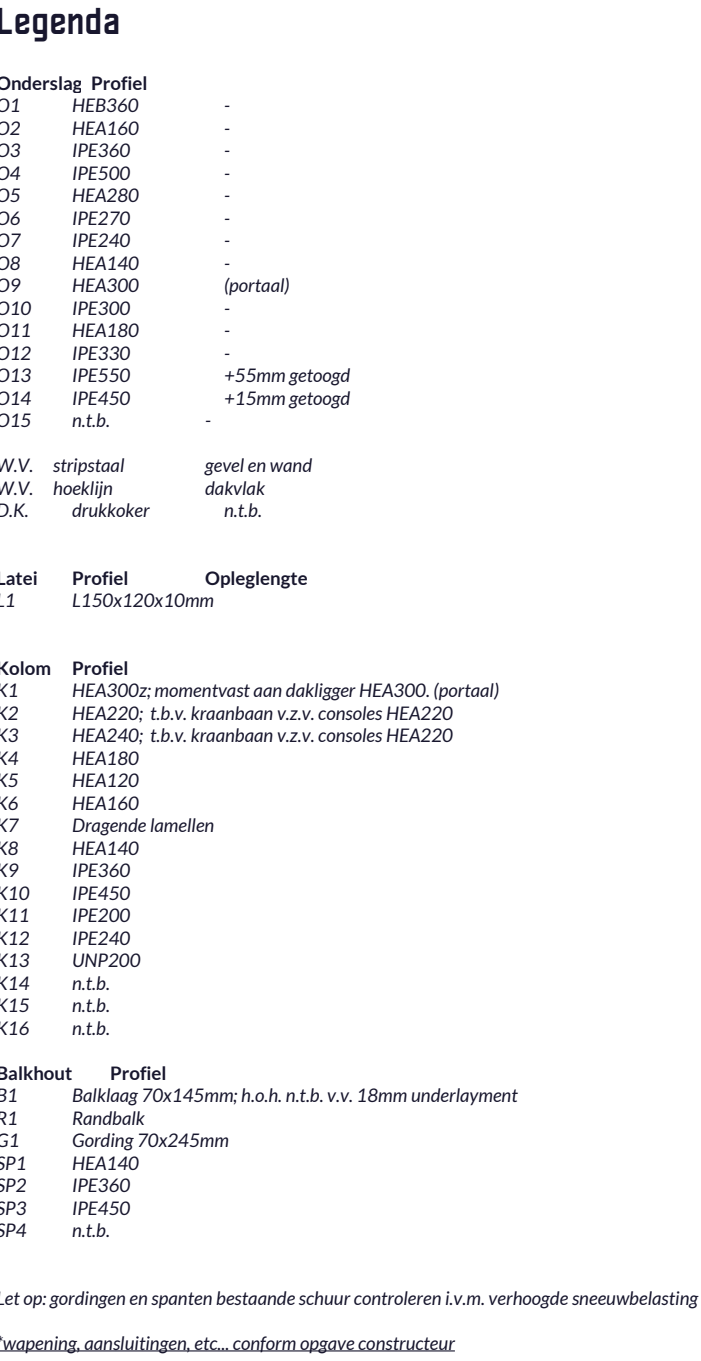 Legenda
Onderslag Profiel
O1 HEB360 -
O2 HEA160 -
O3 IPE360 -
O4 IPE500 -
O5 HEA280 -
O6 IPE270 -
O7 IPE240 -
O8 HEA140 -
O9 HEA300 (portaal)
O10 IPE300 -
O11 HEA180 -
O12 IPE330 -
O13 IPE550 +55mm getoogd
O14 IPE450 +15mm getoogd
O15 n.t.b. -
W.V. stripstaal gevel en wand
W.V. hoeklijn dakvlak
D.K. drukkoker n.t.b.
Latei Profiel Opleglengte
L1 L150x120x10mm
Kolom Profiel
K1 HEA300z; momentvast aan dakligger HEA300. (portaal)
K2 HEA220; t.b.v. kraanbaan v.z.v. consoles HEA220
K3 HEA240; t.b.v. kraanbaan v.z.v. consoles HEA220
K4 HEA180
K5 HEA120
K6 HEA160
K7 Dragende lamellen
K8 HEA140
K9 IPE360
K10 IPE450
K11 IPE200
K12 IPE240
K13 UNP200
K14 n.t.b.
K15 n.t.b.
K16 n.t.b.
Balkhout Profiel
B1 Balklaag 70x145mm; h.o.h. n.t.b. v.v. 18mm underlayment
R1 Randbalk
G1 Gording 70x245mm
SP1 HEA140
SP2 IPE360
SP3 IPE450
SP4 n.t.b.
Let op: gordingen en spanten bestaande schuur controleren i.v.m. verhoogde sneeuwbelasting
*wapening, aansluitingen, etc... conform opgave constructeur